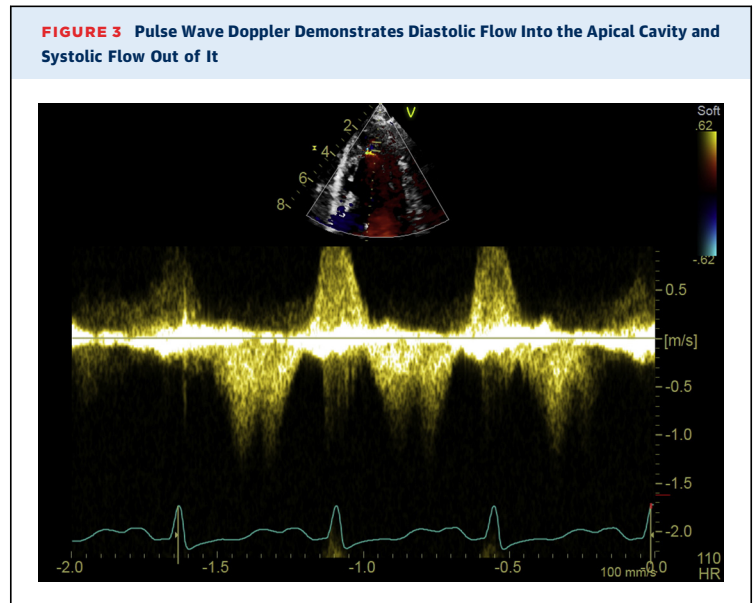 FIGURE 3 Pulse Wave Doppler Demonstrates Diastolic Flow Into the Apical Cavity and
Systolic Flow Out of It
V
Soft
.62
2
4
6
8
-.62
0.5
[m/s]
-0.5
-1.0
-1.5
-2.0
110
HR
-2.0 -1.5 -1.0 -0.5 100 mm/s 0.0